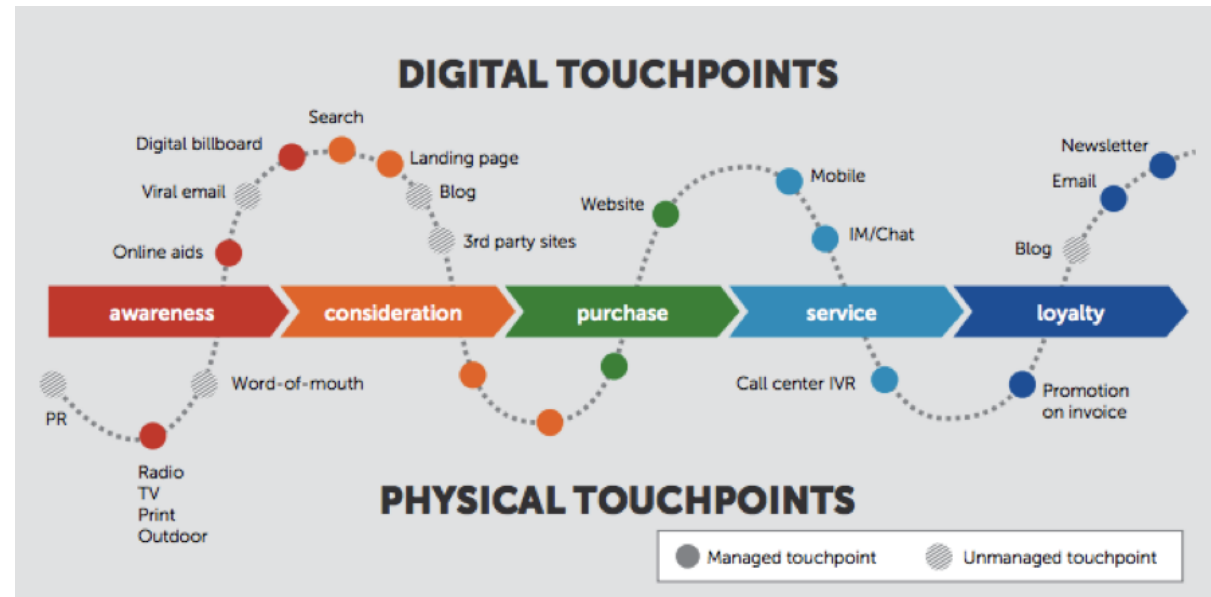 DIGITAL TOUCHPOINTS
Search
Digital billboard
Landing page
Viral email
Blog
Online aids
3rd party sites
Website
Mobile
IM/Chat
Newsletter
Email
Blog
awareness
consideration
purchase
service
loyalty
PR
Word-of-mouth
Radio
TV
Print
Outdoor
Call center IVR
Promotion
on invoice
PHYSICAL TOUCHPOINTS
Managed touchpoint
Unmanaged touchpoint